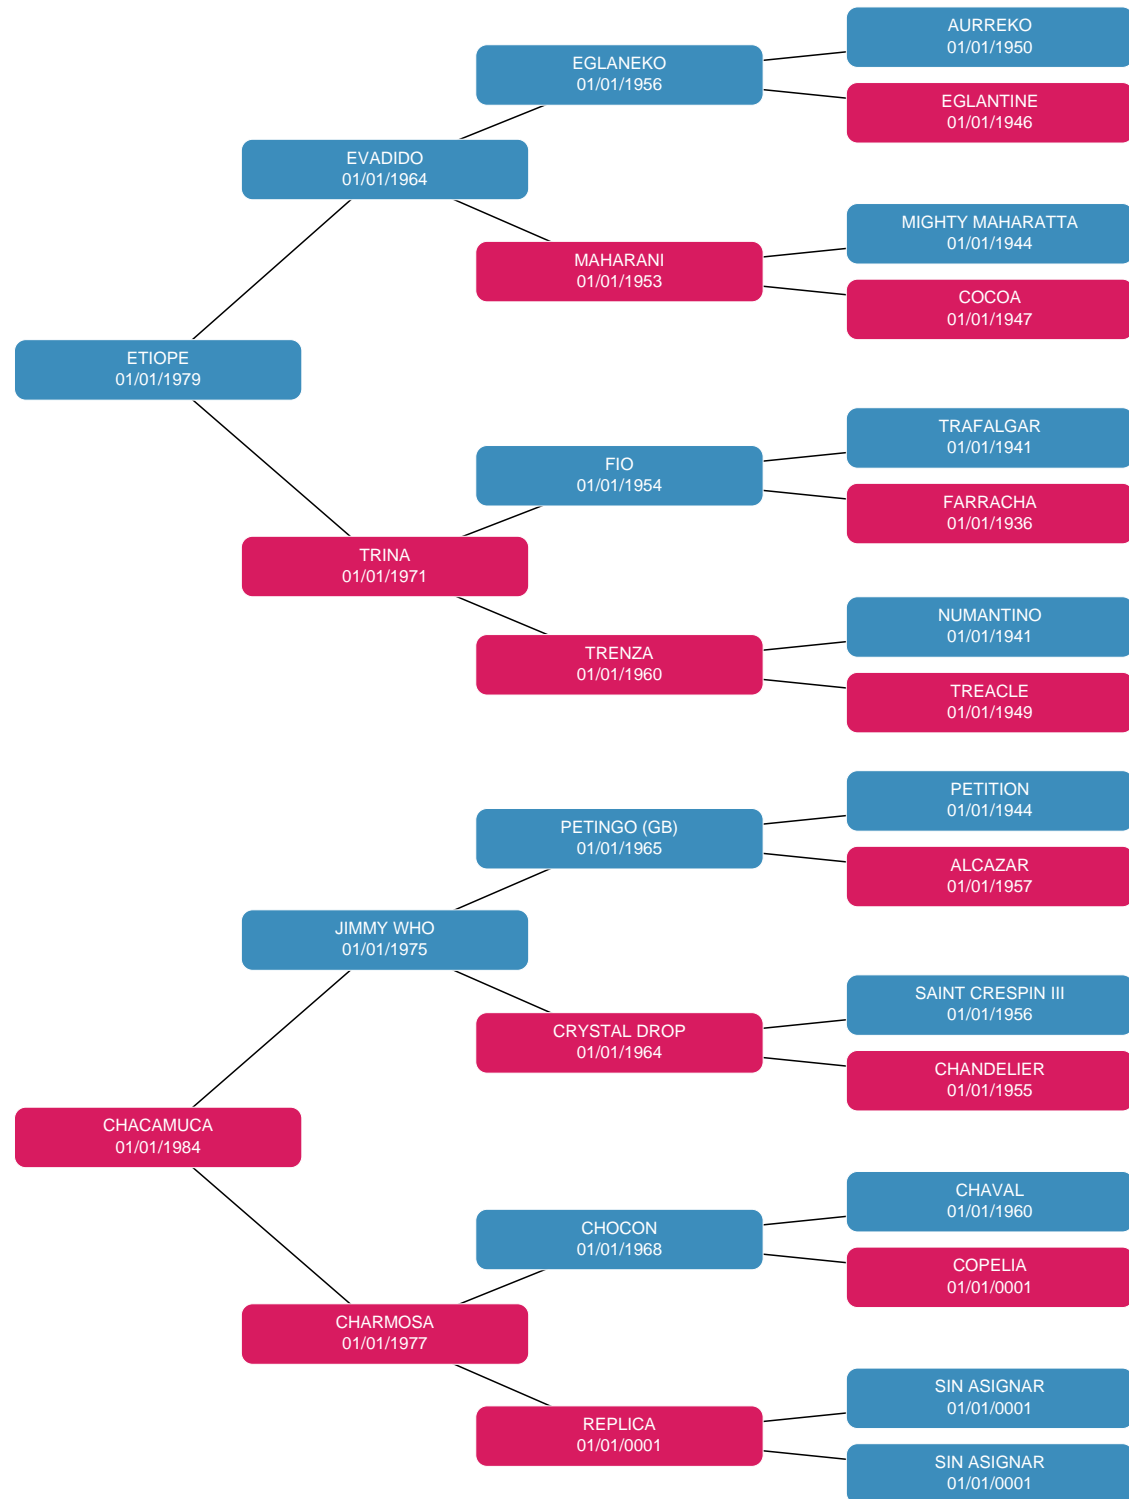 AURREKO
01/01/1950
EGLANEKO
01/01/1956
EGLANTINE
01/01/1946
EVADIDO
01/01/1964
MIGHTY MAHARATTA
01/01/1944
MAHARANI
01/01/1953
COCOA
01/01/1947
ETIOPE
01/01/1979
TRAFALGAR
01/01/1941
FIO
01/01/1954
FARRACHA
01/01/1936
TRINA
01/01/1971
NUMANTINO
01/01/1941
TRENZA
01/01/1960
TREACLE
01/01/1949
PETITION
01/01/1944
PETINGO (GB)
01/01/1965
ALCAZAR
01/01/1957
JIMMY WHO
01/01/1975
SAINT CRESPIN III
01/01/1956
CRYSTAL DROP
01/01/1964
CHANDELIER
01/01/1955
CHACAMUCA
01/01/1984
CHAVAL
01/01/1960
CHOCON
01/01/1968
COPELIA
01/01/0001
CHARMOSA
01/01/1977
SIN ASIGNAR
01/01/0001
REPLICA
01/01/0001
SIN ASIGNAR
01/01/0001